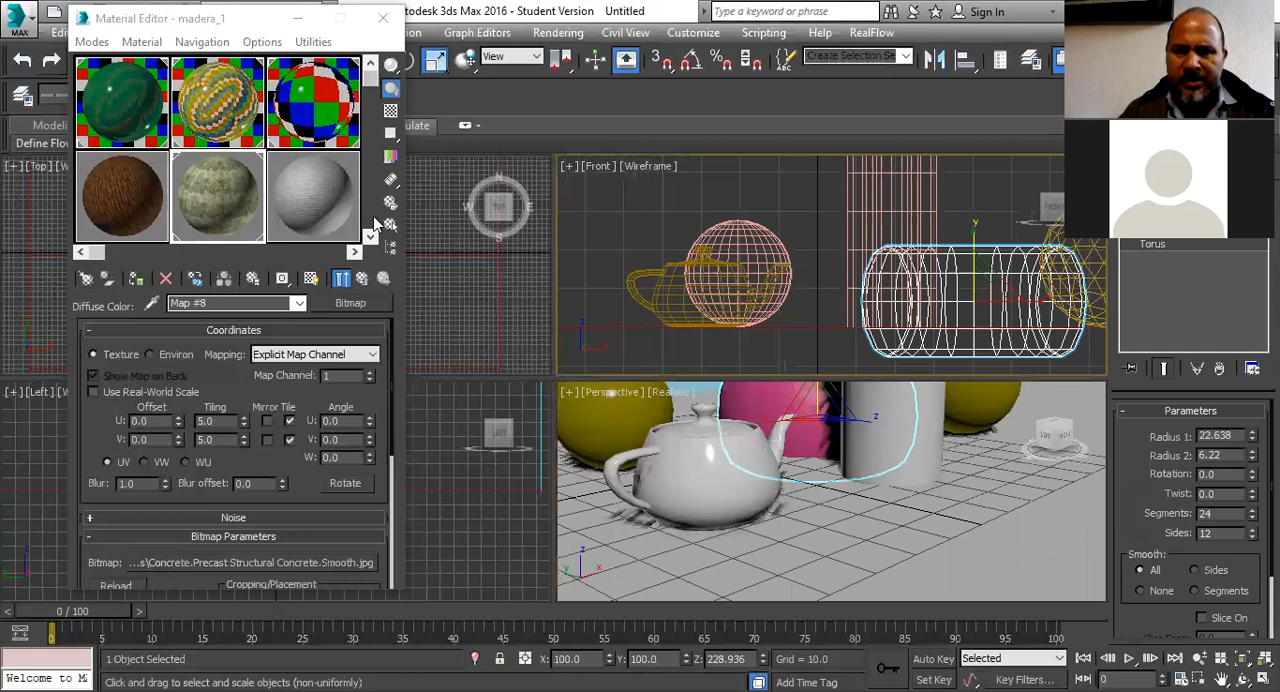 Material Editor - madera_1
Autodesk 3ds Max 2016 - Student Version
Untitled
Type a keyword or phrase
Sign In
MAX
Modes
Material
Navigation
Options
Utilities
Graph Editors
Rendering
Civil View
Customize
Scripting
Help
RealFlow
View
Create Selection Se
3
Define Flow
[+] [Front] [Wireframe]
TOP
FRONT
Torus
Diffuse Color:
Map #8
Bitmap
- Coordinates
Texture
Environ
Mapping:
Explicit Map Channel
Show Map on Back
Map Channel:
1
Use Real-World Scale
Offset
Tiling
Mirror Tile
Angle
U:
0.0
5.0
U:
0.0
V:
0.0
5.0
V:
0.0
UV
VW
WU
W:
0.0
Blur:
1.0
Blur offset:
0.0
Rotate
+ Noise
- Bitmap Parameters
Bitmap:
...s\Concrete.Precast Structural Concrete.Smooth.jpg
Reload
Cropping/Placement
LEFT
[+] [Perspective] [Realistic]
- Parameters
Radius 1:
22.638
Radius 2:
6.22
Rotation:
0.0
Twist:
0.0
Segments:
24
Sides:
12
Smooth:
All
Sides
None
Segments
Slice On
0 / 100
0
5
10
15
20
25
30
35
40
45
50
55
60
65
70
75
80
85
90
95
100
1 Object Selected
X:
100.0
Y:
100.0
Z:
228.936
Grid = 10.0
Auto Key
Selected
Welcome to M
Click and drag to select and scale objects (non-uniformly)
Add Time Tag
Set Key
Key Filters...
0